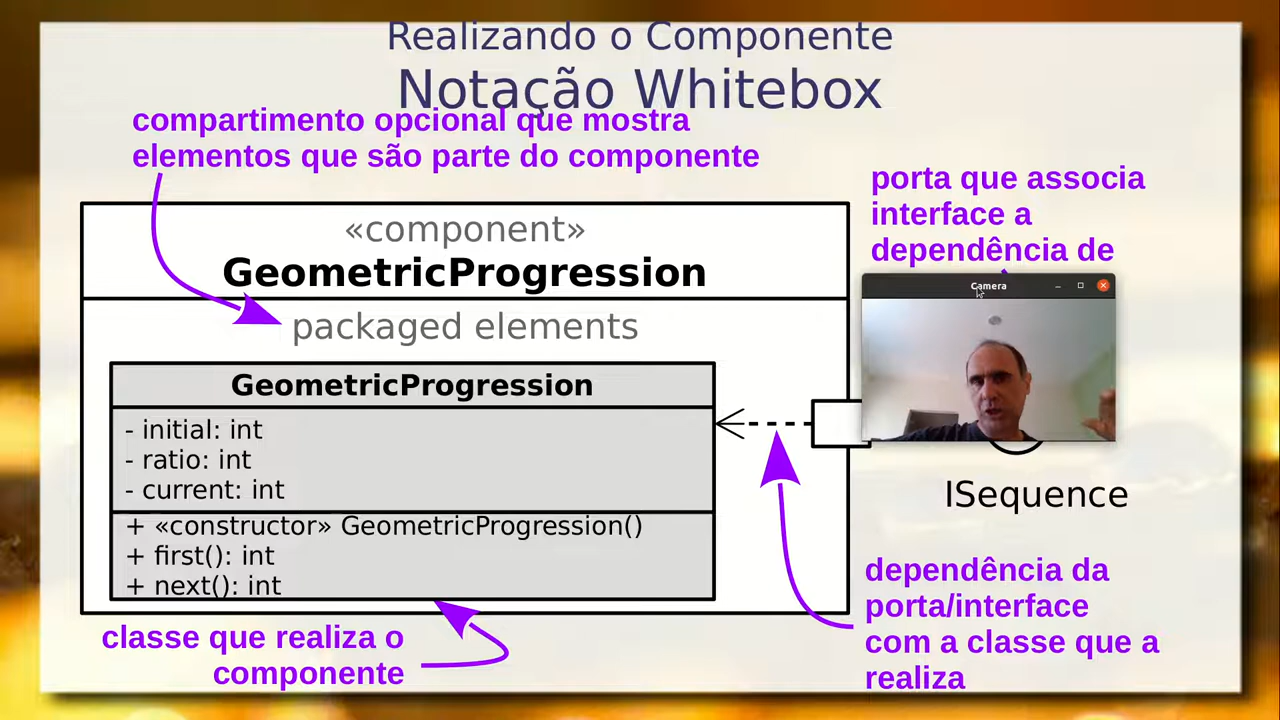 Realizando o Componente
Notação Whitebox
compartimento opcional que mostra
elementos que são parte do componente
porta que associa
interface a
dependência de
«component»
GeometricProgression
packaged elements
GeometricProgression
- initial: int
- ratio: int
- current: int
+ «constructor» GeometricProgression()
+ first(): int
+ next(): int
Camera
ISequence
dependência da
porta/interface
com a classe que a
realiza
classe que realiza o
componente